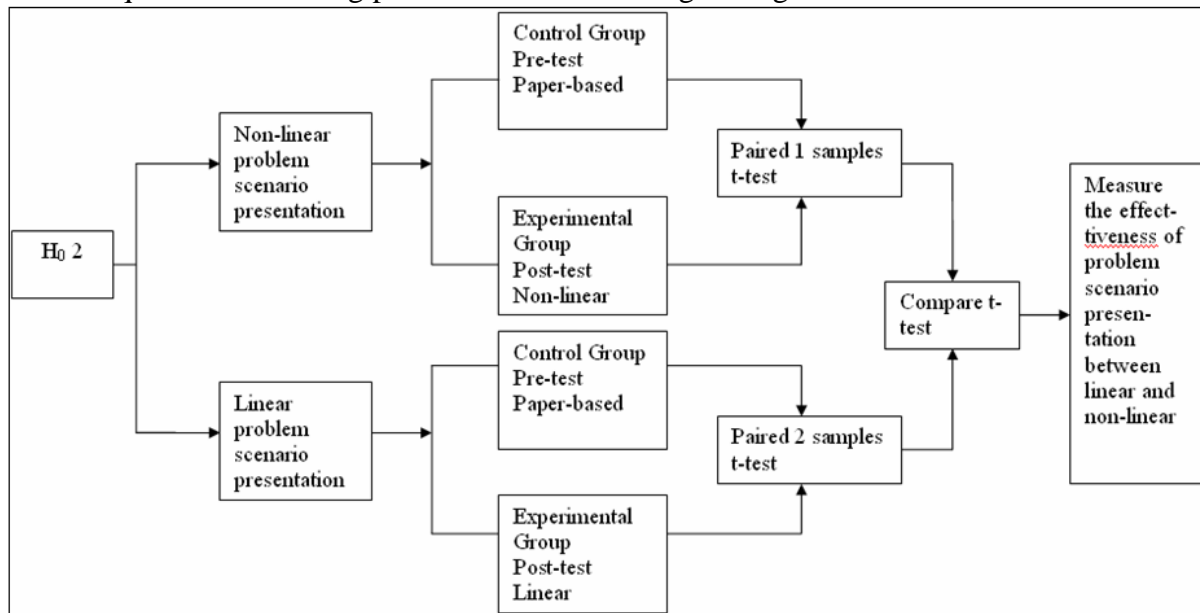 H₀ 2
Non-linear
problem
scenario
presentation
Linear
problem
scenario
presentation
Control Group
Pre-test
Paper-based
Experimental
Group
Post-test
Non-linear
Control Group
Pre-test
Paper-based
Experimental
Group
Post-test
Linear
Paired 1 samples
t-test
Paired 2 samples
t-test
Compare t-
test
Measure
the effect-
tiveness of
problem
scenario
presen-
tation
between
linear and
non-linear